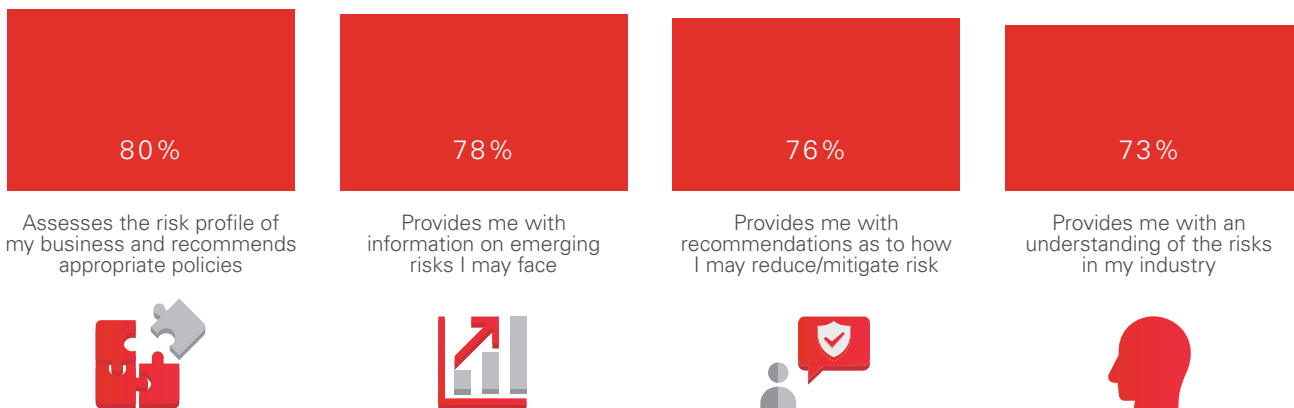 80%
78%
76%
73%
Assesses the risk profile of
my business and recommends
appropriate policies
Provides me with
information on emerging
risks I may face
Provides me with
recommendations as to how
I may reduce/mitigate risk
Provides me with an
understanding of the risks
in my industry